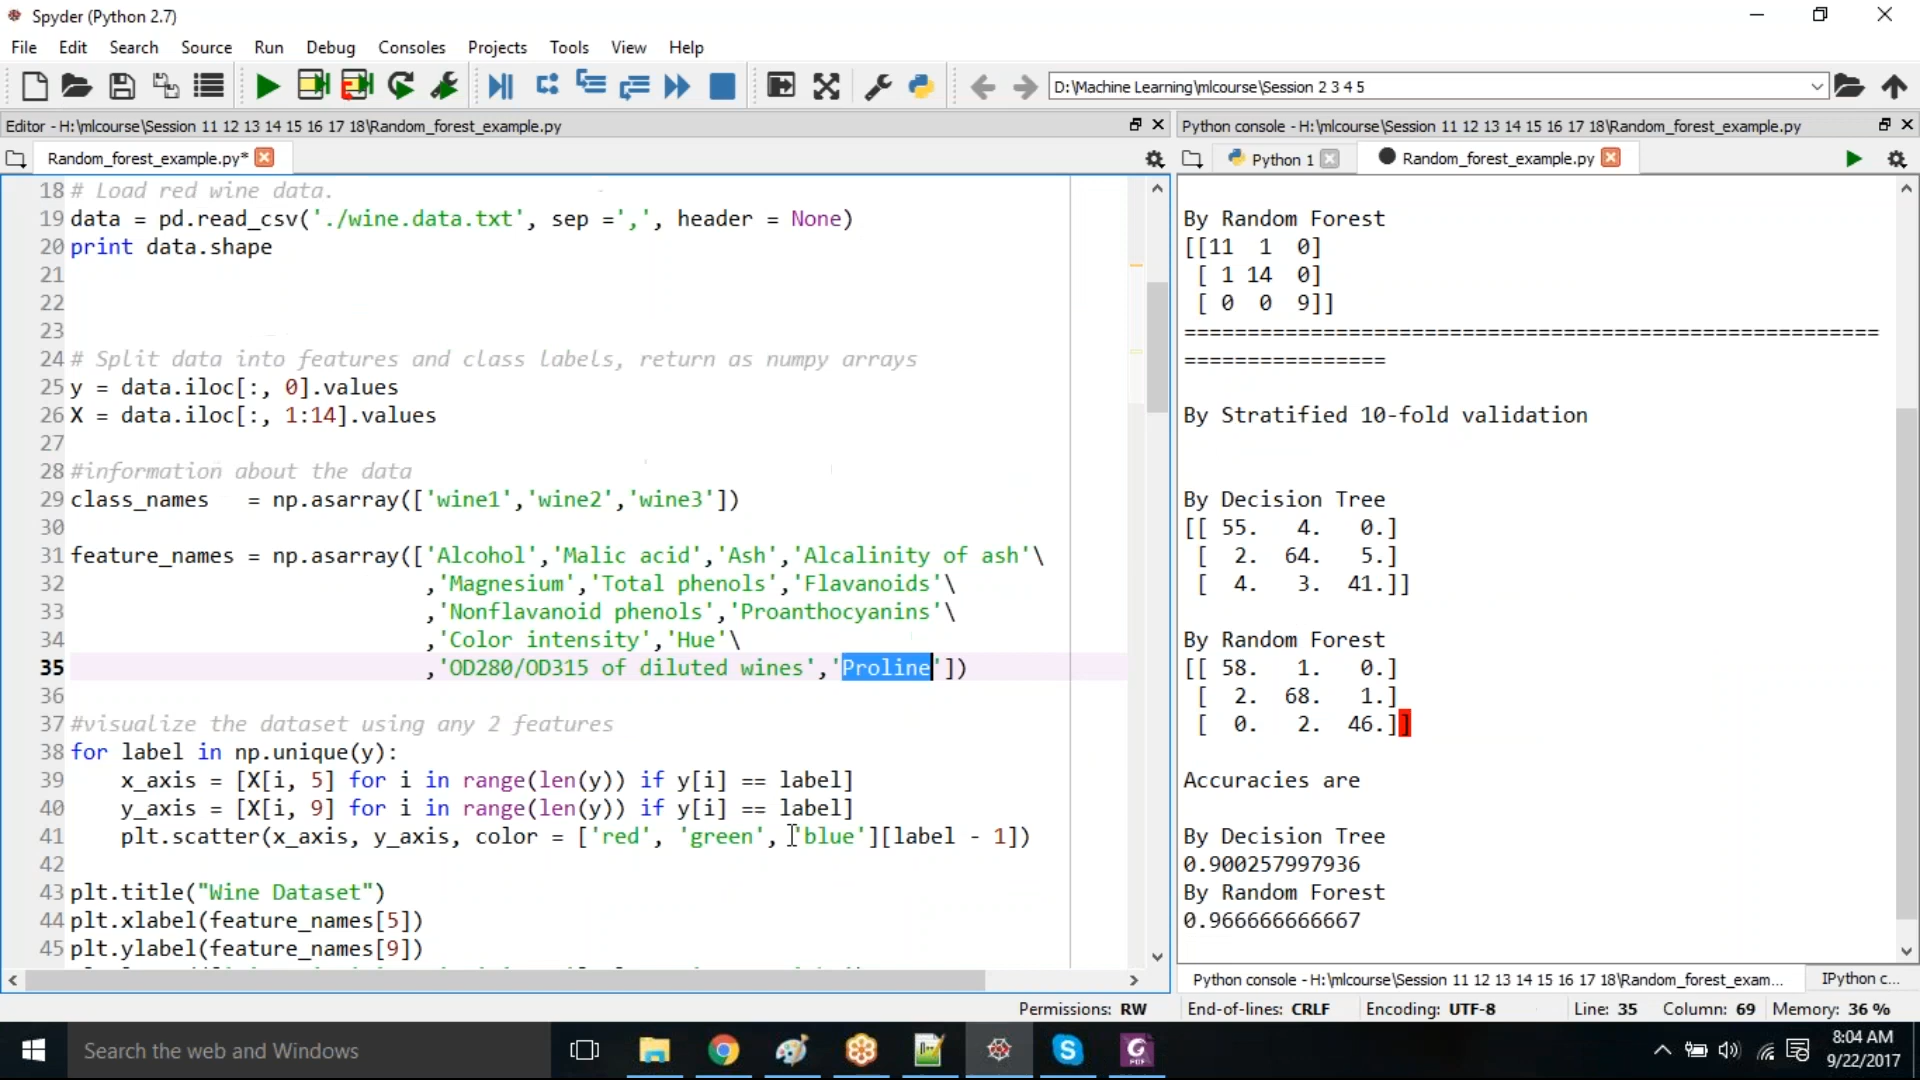 Spyder (Python 2.7)
File Edit Search Source Run Debug Consoles Projects Tools View Help
D:\Machine Learning\mlcourse\Session 2 3 4 5
Editor - H:\mlcourse\Session 11 12 13 14 15 16 17 18\Random_forest_example.py
Random_forest_example.py*
18 # Load red wine data.
19 data = pd.read_csv('./wine.data.txt', sep =',', header = None)
20 print data.shape
21
22
23
24 # Split data into features and class labels, return as numpy arrays
25 y = data.iloc[:, 0].values
26 X = data.iloc[:, 1:14].values
27
28 #information about the data
29 class_names   = np.asarray(['wine1','wine2','wine3'])
30
31 feature_names = np.asarray(['Alcohol','Malic acid','Ash','Alcalinity of ash'\
32                             ,'Magnesium','Total phenols','Flavanoids'\
33                             ,'Nonflavanoid phenols','Proanthocyanins'\
34                             ,'Color intensity','Hue'\
35                             ,'OD280/OD315 of diluted wines','Proline'])
36
37 #visualize the dataset using any 2 features
38 for label in np.unique(y):
39     x_axis = [X[i, 5] for i in range(len(y)) if y[i] == label]
40     y_axis = [X[i, 9] for i in range(len(y)) if y[i] == label]
41     plt.scatter(x_axis, y_axis, color = ['red', 'green', 'blue'][label - 1])
42
43 plt.title("Wine Dataset")
44 plt.xlabel(feature_names[5])
45 plt.ylabel(feature_names[9])
Python console - H:\mlcourse\Session 11 12 13 14 15 16 17 18\Random_forest_example.py
Python 1 Random_forest_example.py
By Random Forest
[[11  1  0]
 [ 1 14  0]
 [ 0  0  9]]
=======================================================
================
By Stratified 10-fold validation
By Decision Tree
[[ 55.  4.   0.]
 [  2.  64.   5.]
 [  4.   3.  41.]]
By Random Forest
[[ 58.   1.   0.]
 [  2.  68.   1.]
 [  0.   2.  46.]]
Accuracies are
By Decision Tree
0.900257997936
By Random Forest
0.966666666667
Python console - H:\mlcourse\Session 11 12 13 14 15 16 17 18\Random_forest_exam... IPython c...
Permissions: RW End-of-lines: CRLF Encoding: UTF-8 Line: 35 Column: 69 Memory: 36 %
Search the web and Windows
8:04 AM
9/22/2017